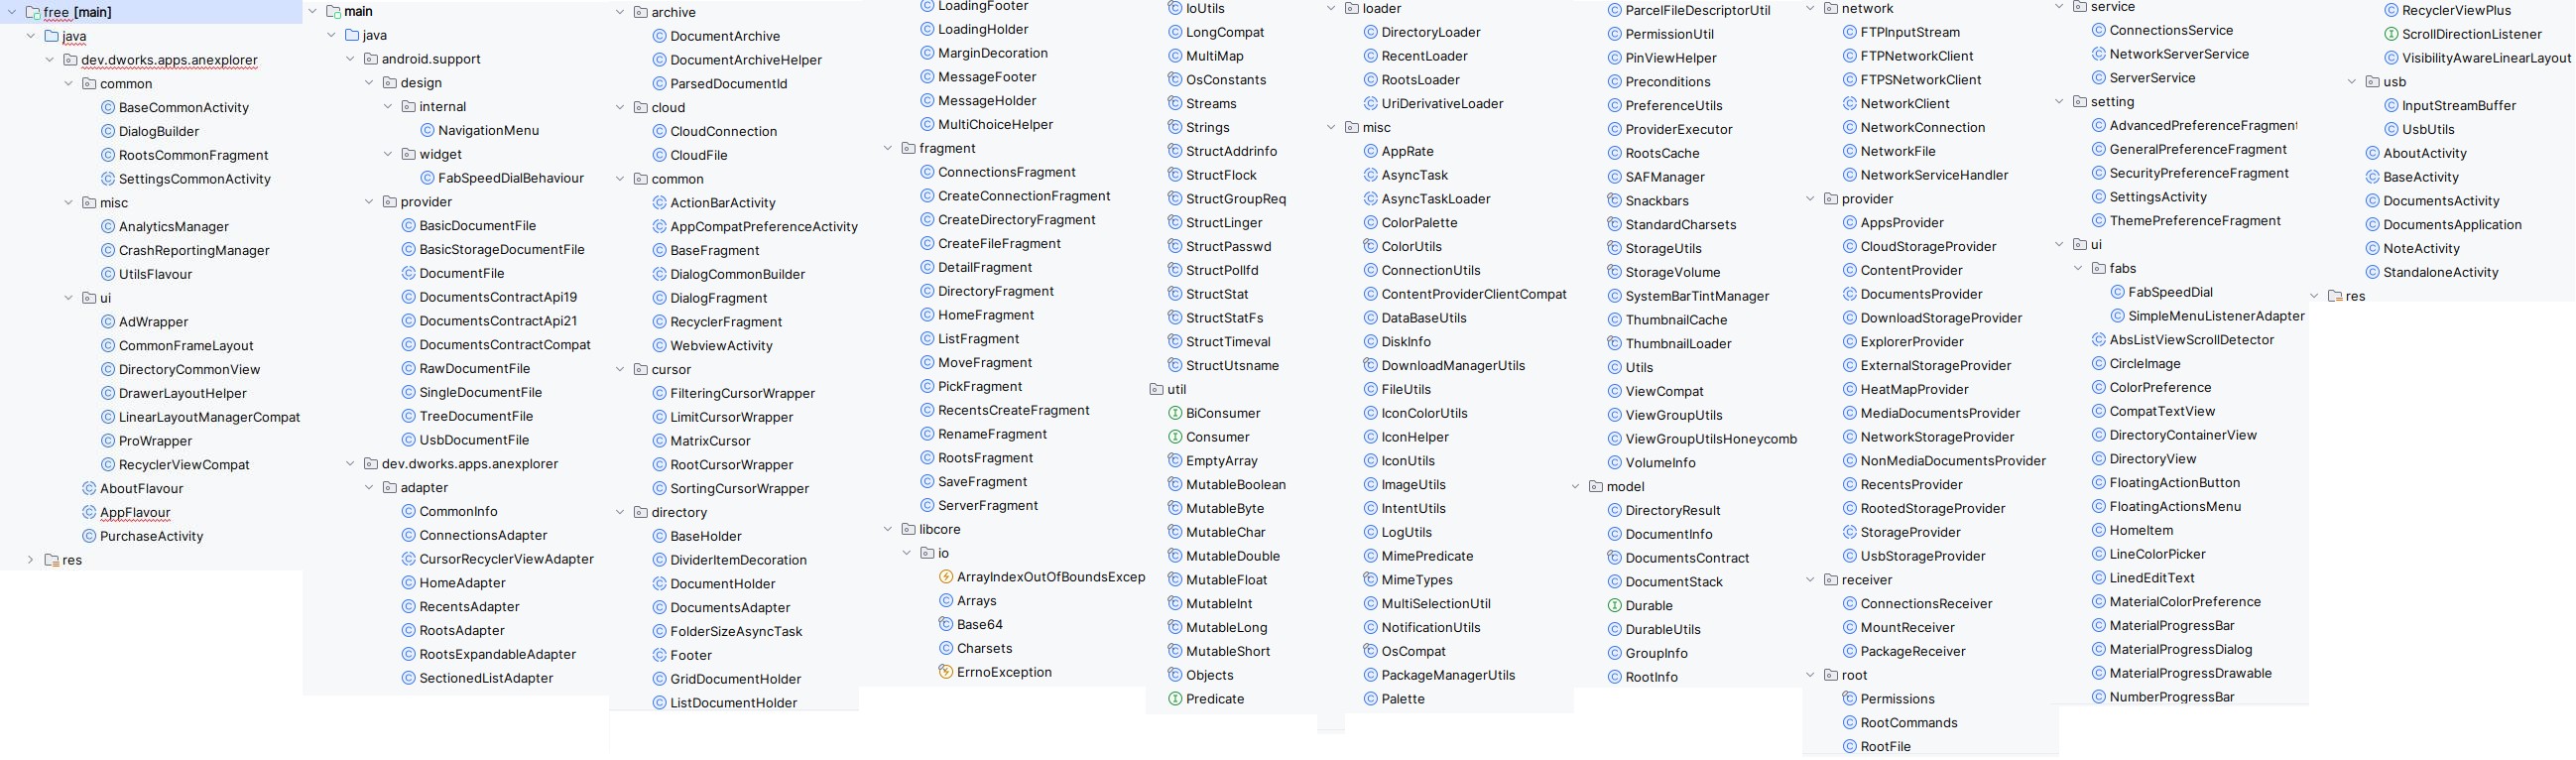 free [main]
java
dev.dworks.apps.anexplorer
common
BaseCommonActivity
DialogBuilder
RootsCommonFragment
SettingsCommonActivity
misc
AnalyticsManager
CrashReportingManager
UtilsFlavour
ui
AdWrapper
CommonFrameLayout
DirectoryCommonView
DrawerLayoutHelper
LinearLayoutManagerCompat
ProWrapper
RecyclerViewCompat
AboutFlavour
AppFlavour
PurchaseActivity
res
main
java
android.support
design
internal
NavigationMenu
widget
FabSpeedDialBehaviour
provider
BasicDocumentFile
BasicStorageDocumentFile
DocumentFile
DocumentsContractApi19
DocumentsContractApi21
DocumentsContractCompat
RawDocumentFile
SingleDocumentFile
TreeDocumentFile
UsbDocumentFile
dev.dworks.apps.anexplorer
adapter
CommonInfo
ConnectionsAdapter
CursorRecyclerViewAdapter
HomeAdapter
RecentsAdapter
RootsAdapter
RootsExpandableAdapter
SectionedListAdapter
archive
DocumentArchive
DocumentArchiveHelper
ParsedDocumentId
cloud
CloudConnection
CloudFile
common
ActionBarActivity
AppCompatPreferenceActivity
BaseFragment
DialogCommonBuilder
DialogFragment
RecyclerFragment
WebviewActivity
cursor
FilteringCursorWrapper
LimitCursorWrapper
MatrixCursor
RootCursorWrapper
SortingCursorWrapper
directory
BaseHolder
DividerItemDecoration
DocumentHolder
DocumentsAdapter
FolderSizeAsyncTask
Footer
GridDocumentHolder
ListDocumentHolder
LoadingFooter
LoadingHolder
MarginDecoration
MessageFooter
MessageHolder
MultiChoiceHelper
fragment
ConnectionsFragment
CreateConnectionFragment
CreateDirectoryFragment
CreateFileFragment
DetailFragment
DirectoryFragment
HomeFragment
ListFragment
MoveFragment
PickFragment
RecentsCreateFragment
RenameFragment
RootsFragment
SaveFragment
ServerFragment
libcore
io
ArrayIndexOutOfBoundsExcep
Arrays
Base64
Charsets
ErrnoException
IoUtils
LongCompat
MultiMap
OsConstants
Streams
Strings
StructAddrinfo
StructFlock
StructGroupReq
StructLinger
StructPasswd
StructPollfd
StructStat
StructStatFs
StructTimeval
StructUtsname
util
BiConsumer
Consumer
EmptyArray
MutableBoolean
MutableByte
MutableChar
MutableDouble
MutableFloat
MutableInt
MutableLong
MutableShort
Objects
Predicate
loader
DirectoryLoader
RecentLoader
RootsLoader
UriDerivativeLoader
misc
AppRate
AsyncTask
AsyncTaskLoader
ColorPalette
ColorUtils
ConnectionUtils
ContentProviderClientCompat
DataBaseUtils
DiskInfo
DownloadManagerUtils
FileUtils
IconColorUtils
IconHelper
IconUtils
ImageUtils
IntentUtils
LogUtils
MimePredicate
MimeTypes
MultiSelectionUtil
NotificationUtils
OsCompat
PackageManagerUtils
Palette
ParcelFileDescriptorUtil
PermissionUtil
PinViewHelper
Preconditions
PreferenceUtils
ProviderExecutor
RootsCache
SAFManager
Snackbars
StandardCharsets
StorageUtils
StorageVolume
SystemBarTintManager
ThumbnailCache
ThumbnailLoader
Utils
ViewCompat
ViewGroupUtils
ViewGroupUtilsHoneycomb
VolumeInfo
model
DirectoryResult
DocumentInfo
DocumentsContract
DocumentStack
Durable
DurableUtils
GroupInfo
RootInfo
network
FTPInputStream
FTPNetworkClient
FTPSNetworkClient
NetworkClient
NetworkConnection
NetworkFile
NetworkServiceHandler
provider
AppsProvider
CloudStorageProvider
ContentProvider
DocumentsProvider
DownloadStorageProvider
ExplorerProvider
ExternalStorageProvider
HeatMapProvider
MediaDocumentsProvider
NetworkStorageProvider
NonMediaDocumentsProvider
RecentsProvider
RootedStorageProvider
StorageProvider
UsbStorageProvider
receiver
ConnectionsReceiver
MountReceiver
PackageReceiver
root
Permissions
RootCommands
RootFile
service
ConnectionsService
NetworkServerService
ServerService
setting
AdvancedPreferenceFragment
GeneralPreferenceFragment
SecurityPreferenceFragment
SettingsActivity
ThemePreferenceFragment
ui
fabs
FabSpeedDial
SimpleMenuListenerAdapter
AbsListViewScrollDetector
CircleImage
ColorPreference
CompatTextView
DirectoryContainerView
DirectoryView
FloatingActionButton
FloatingActionsMenu
HomeItem
LineColorPicker
LinedEditText
MaterialColorPreference
MaterialProgressBar
MaterialProgressDialog
MaterialProgressDrawable
NumberProgressBar
RecyclerViewPlus
ScrollDirectionListener
VisibilityAwareLinearLayout
usb
InputStreamBuffer
UsbUtils
AboutActivity
BaseActivity
DocumentsActivity
DocumentsApplication
NoteActivity
StandaloneActivity
res